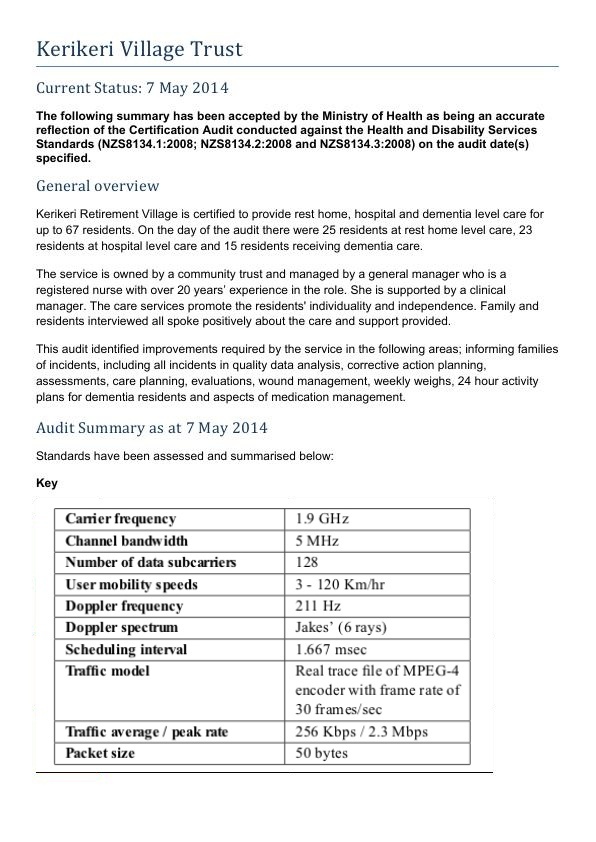 Kerikeri Village Trust
Current Status: 7 May 2014
The following summary has been accepted by the Ministry of Health as being an accurate
reflection of the Certification Audit conducted against the Health and Disability Services
Standards (NZS8134.1:2008; NZS8134.2:2008 and NZS8134.3:2008) on the audit date(s)
specified.
General overview
Kerikeri Retirement Village is certified to provide rest home, hospital and dementia level care for
up to 67 residents. On the day of the audit there were 25 residents at rest home level care, 23
residents at hospital level care and 15 residents receiving dementia care.
The service is owned by a community trust and managed by a general manager who is a
registered nurse with over 20 years' experience in the role. She is supported by a clinical
manager. The care services promote the residents' individuality and independence. Family and
residents interviewed all spoke positively about the care and support provided.
This audit identified improvements required by the service in the following areas; informing families
of incidents, including all incidents in quality data analysis, corrective action planning,
assessments, care planning, evaluations, wound management, weekly weighs, 24 hour activity
plans for dementia residents and aspects of medication management.
Audit Summary as at 7 May 2014
Standards have been assessed and summarised below:
Key
Carrier frequency 1.9 GHz
Channel bandwidth 5 MHz
Number of data subcarriers 128
User mobility speeds 3 - 120 Km/hr
Doppler frequency 211 Hz
Doppler spectrum Jakes' (6 rays)
Scheduling interval 1.667 msec
Traffic model Real trace file of MPEG-4
encoder with frame rate of
30 frames/sec
Traffic average / peak rate 256 Kbps / 2.3 Mbps
Packet size 50 bytes